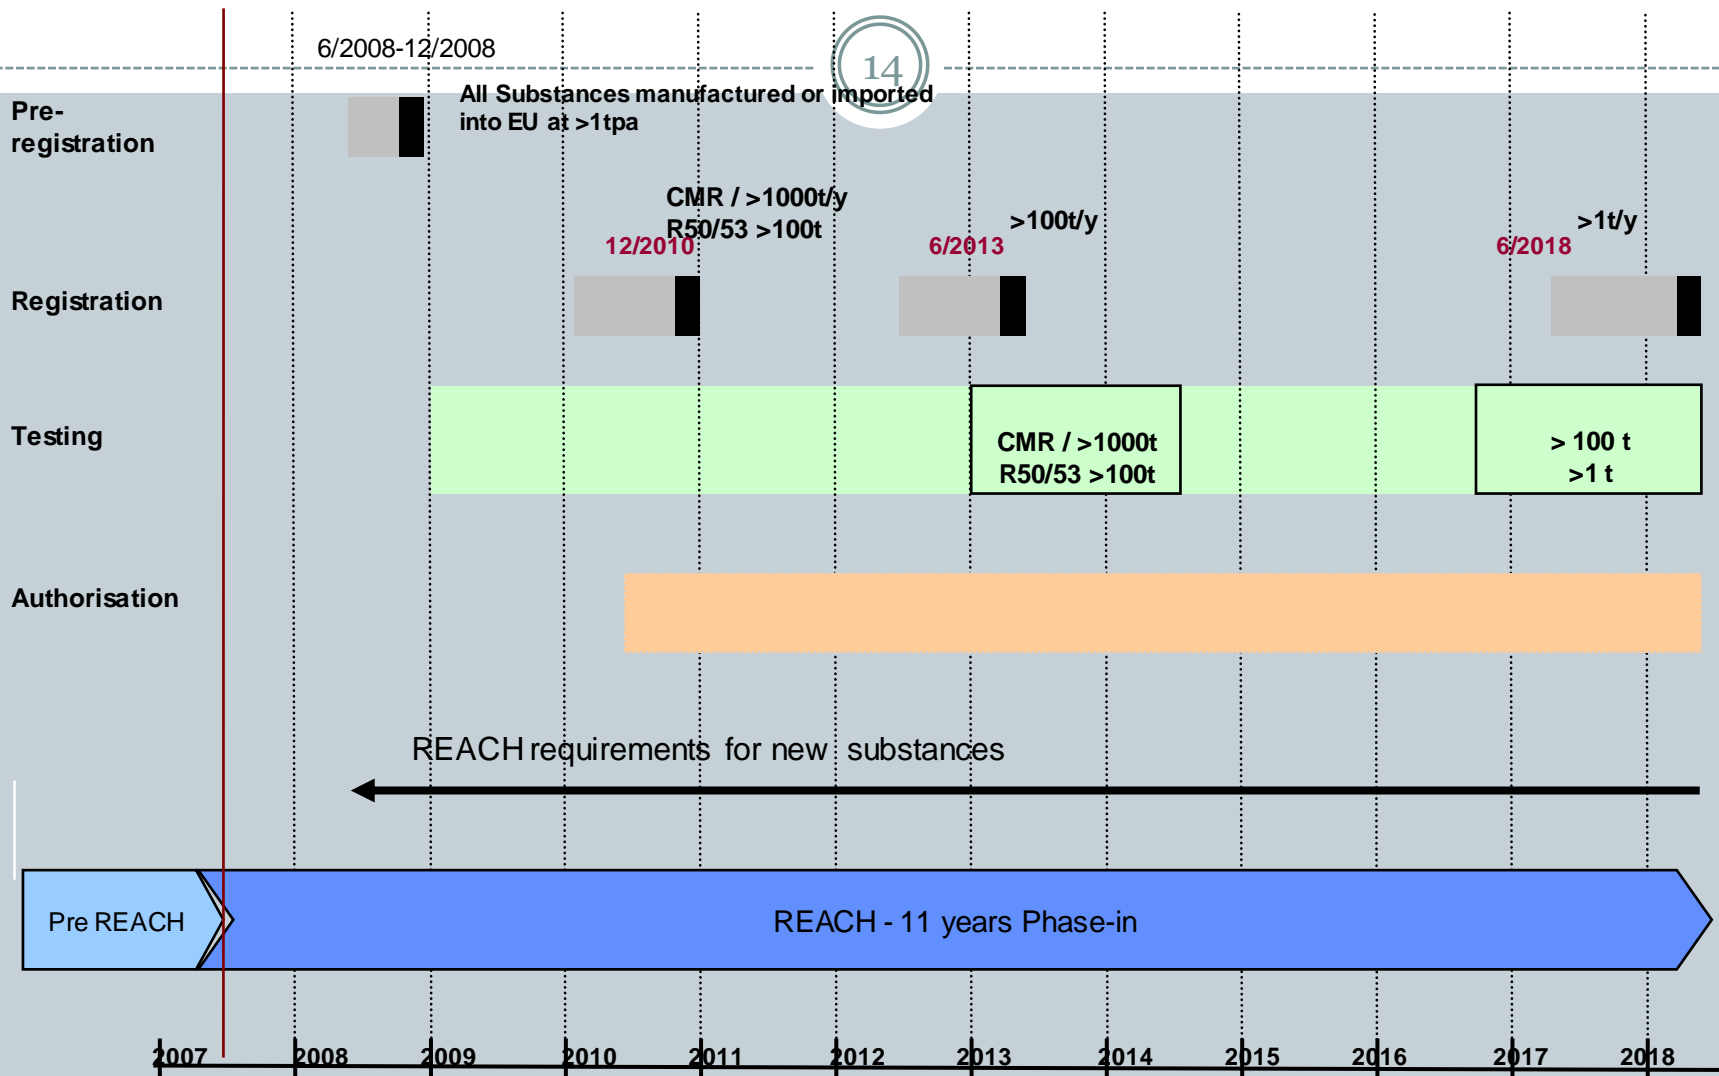 6/2008-12/2008
14
Pre-
registration
All Substances manufactured or imported
into EU at >1tpa
CMR / >1000t/y
R50/53 >100t
12/2010
>100t/y
6/2013
>1t/y
6/2018
Registration
Testing
CMR / >1000t
R50/53 >100t
> 100 t
>1 t
Authorisation
REACH requirements for new substances
Pre REACH
REACH - 11 years Phase-in
2007 2008 2009 2010 2011 2012 2013 2014 2015 2016 2017 2018